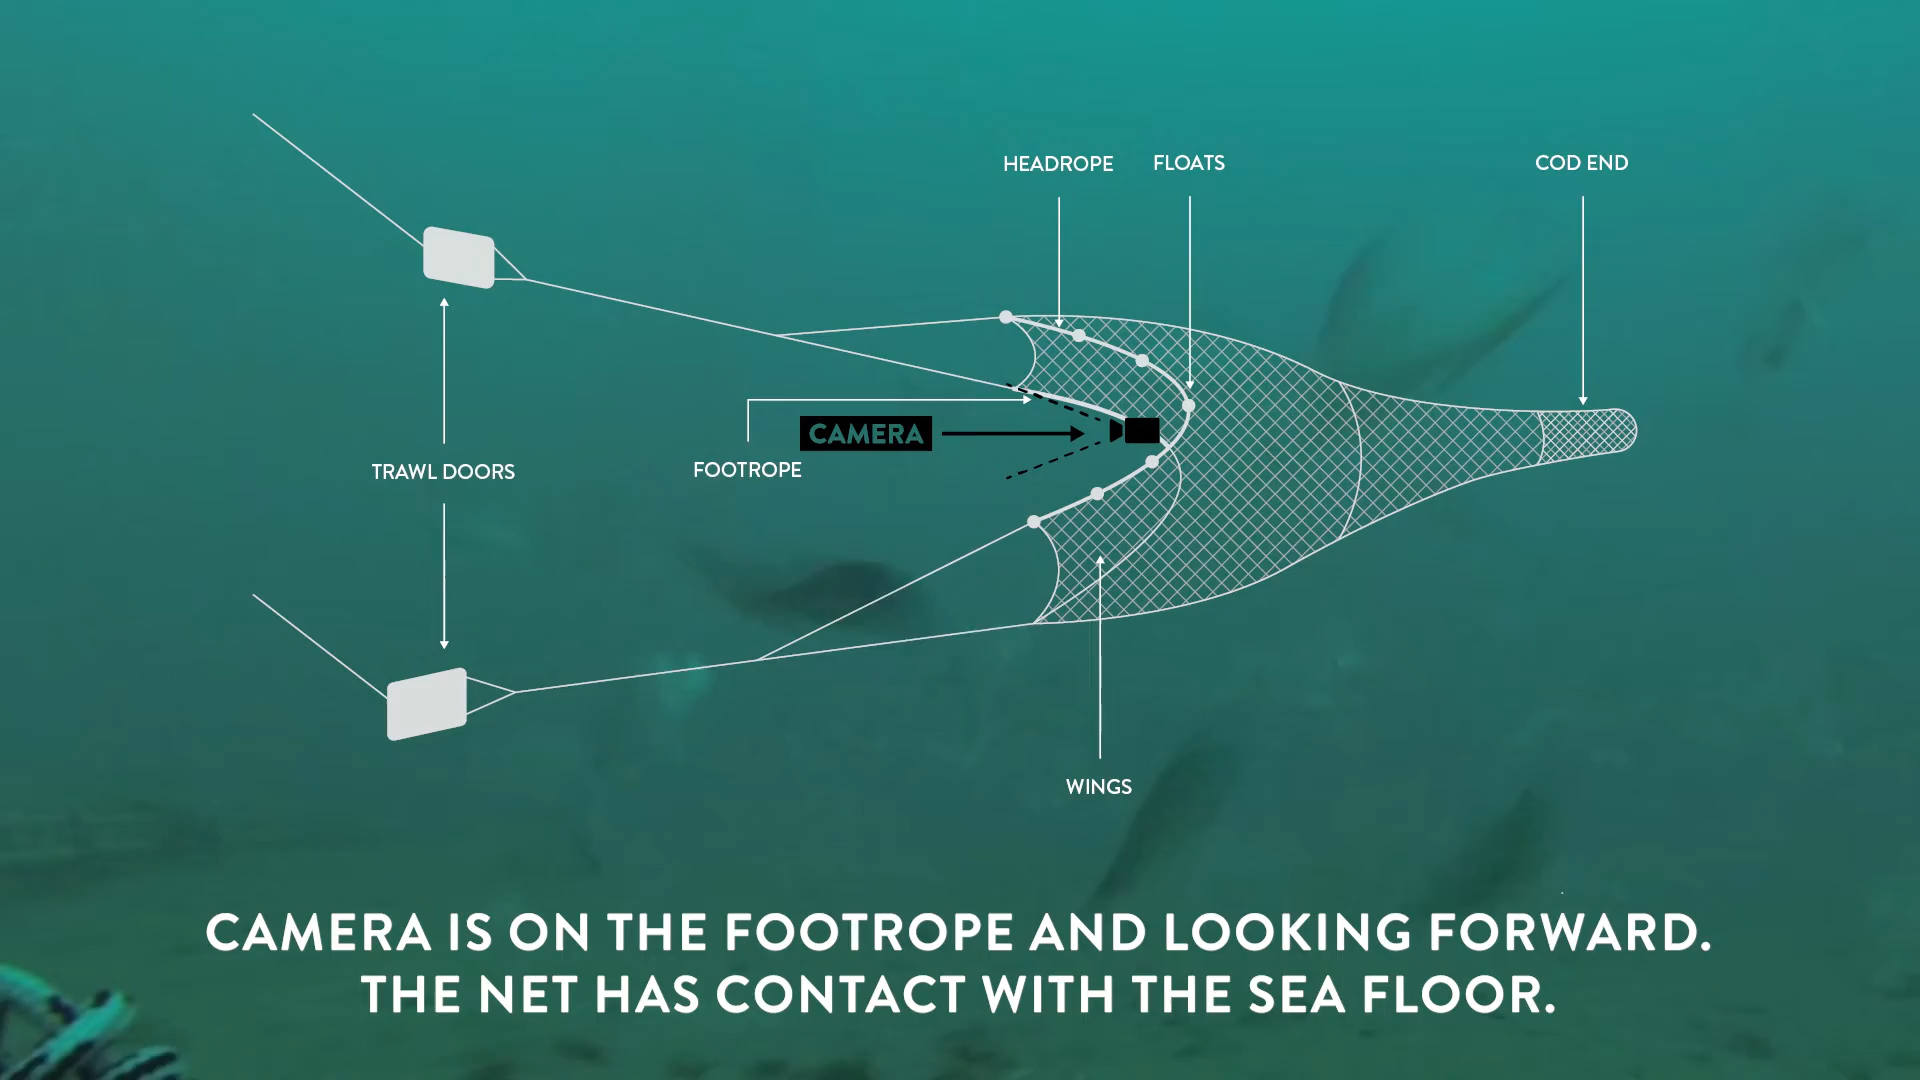 HEADROPE
FLOATS
COD END
CAMERA
FOOTROPE
TRAWL DOORS
WINGS
CAMERA IS ON THE FOOTROPE AND LOOKING FORWARD.
THE NET HAS CONTACT WITH THE SEA FLOOR.